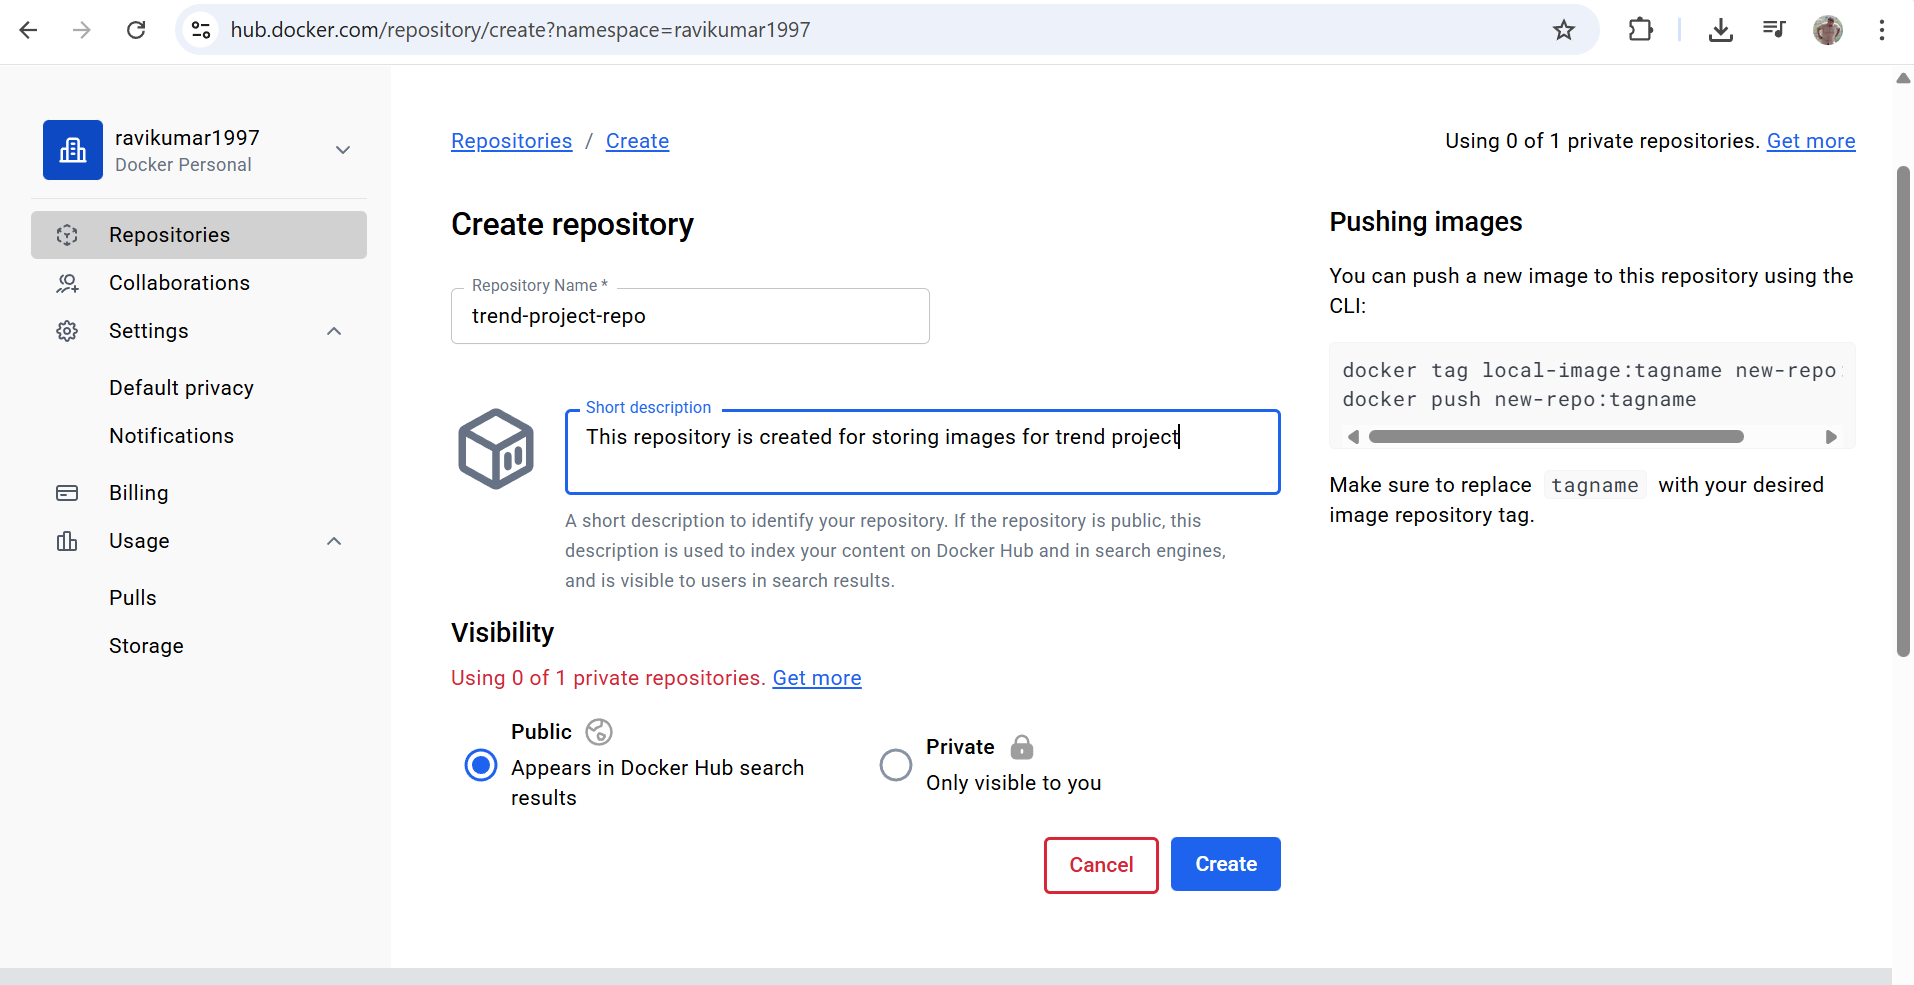 hub.docker.com/repository/create?namespace=ravikumar1997
ravikumar1997
Docker Personal
Repositories
Collaborations
Settings
Default privacy
Notifications
Billing
Usage
Pulls
Storage
Repositories / Create
Using 0 of 1 private repositories. Get more
Create repository
Repository Name *
trend-project-repo
Short description
This repository is created for storing images for trend project
A short description to identify your repository. If the repository is public, this
description is used to index your content on Docker Hub and in search engines,
and is visible to users in search results.
Visibility
Using 0 of 1 private repositories. Get more
Public
Appears in Docker Hub search
results
Private
Only visible to you
Cancel
Create
Pushing images
You can push a new image to this repository using the
CLI:
docker tag local-image:tagname new-repo:
docker push new-repo:tagname
Make sure to replace tagname with your desired
image repository tag.